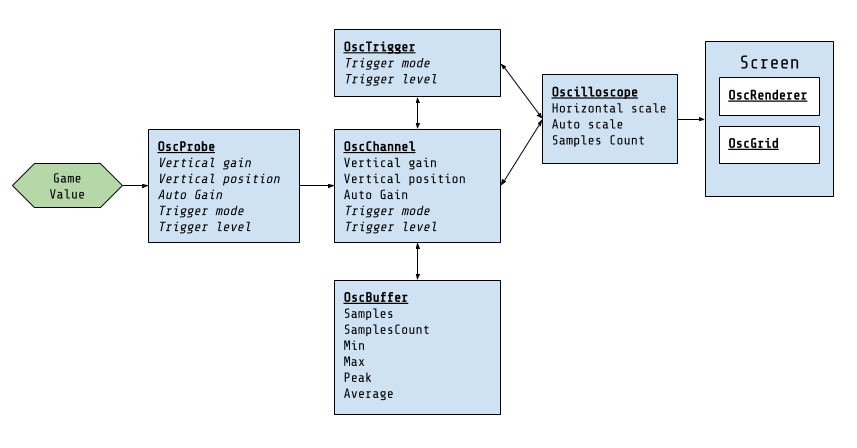 Game
Value
OscProbe
Vertical gain
Vertical position
Auto Gain
Trigger mode
Trigger level
OscTrigger
Trigger mode
Trigger level
OscChannel
Vertical gain
Vertical position
Auto Gain
Trigger mode
Trigger level
OscBuffer
Samples
SamplesCount
Min
Max
Peak
Average
Oscilloscope
Horizontal scale
Auto scale
Samples Count
Screen
OscRenderer
OscGrid